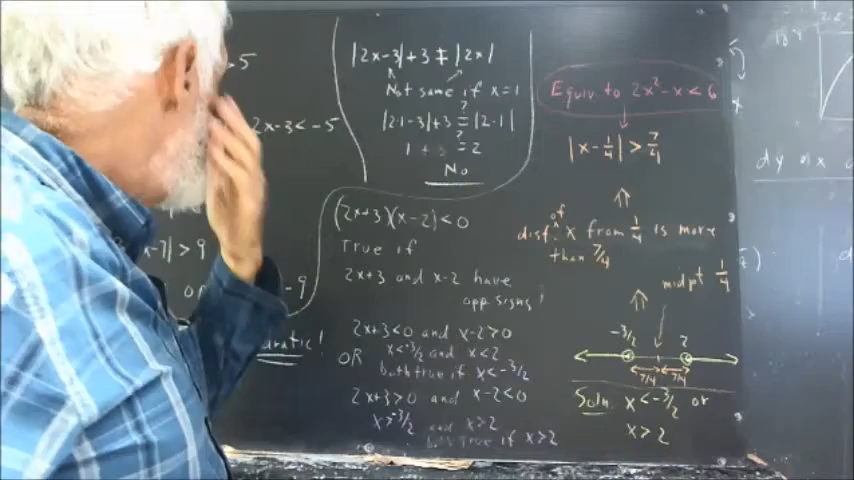 =5
2x-3<-5
-7|>9
or
-9
ratic!
|2x-3|+3 ≠ |2x|
Not same if x=1
|2·1-3|+3 ≟ |2·1|
1+3 ≟ 2
No
(2x+3)(x-2)<0
True if
2x+3 and x-2 have
opp signs!
2x+3<0 and x-2>0
x<-3/2 and x<2
OR
both true if x<-3/2
2x+3>0 and x-2<0
x>-3/2 and x>2
both true if x>2
Equiv. to 2x²-x<6
|x-1/4|>7/4
dist. of x from 1/4 is more
than 7/4
midpt 1/4
-3/2 2
7/4 7/4
Soln. x<-3/2 or
x>2